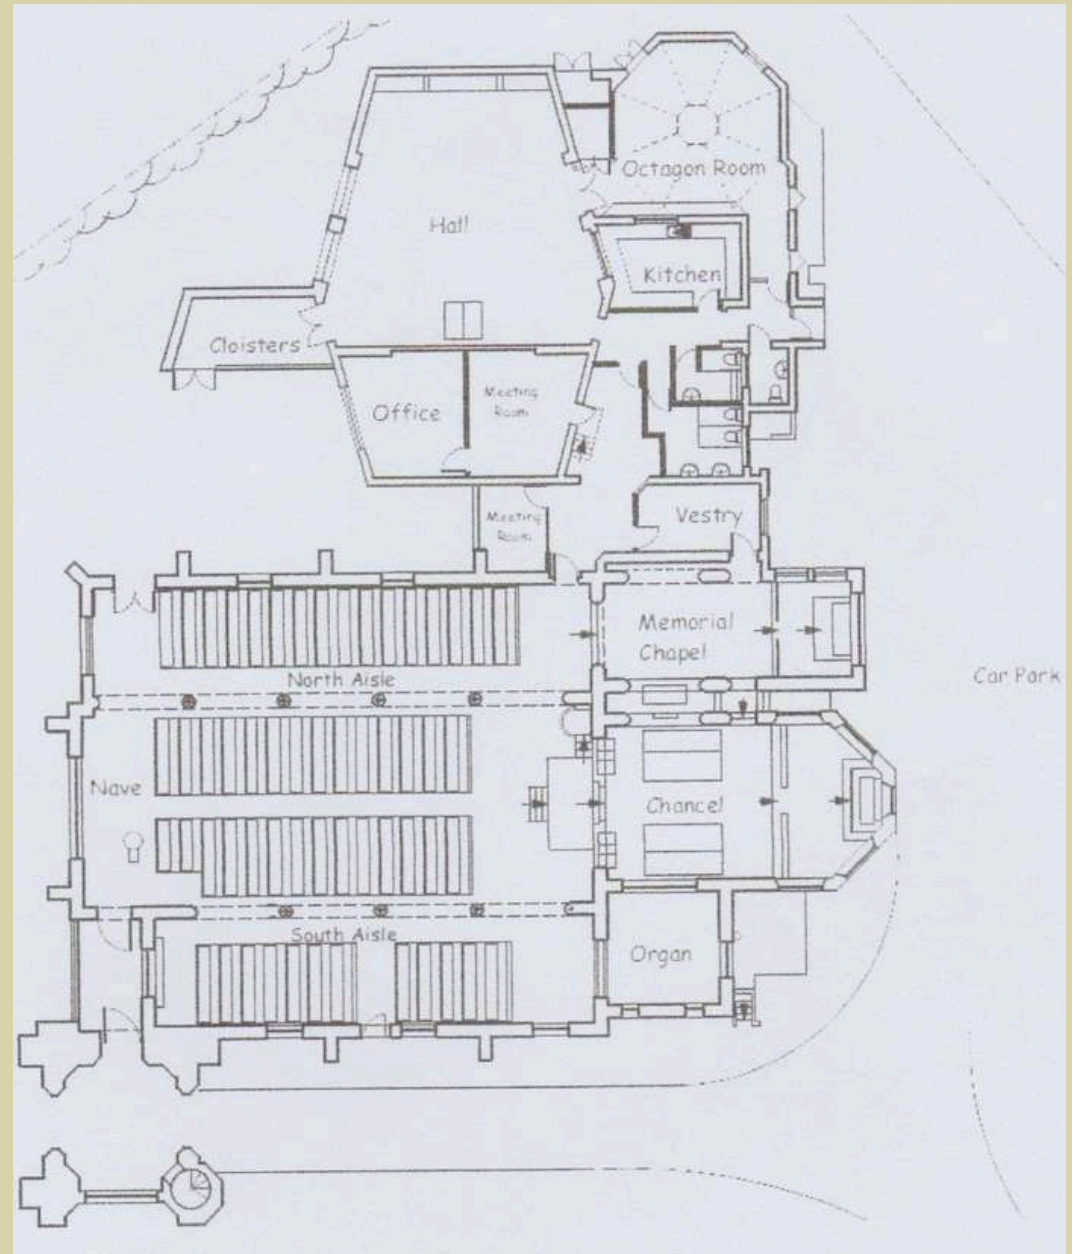 Octagon Room
Hall
Kitchen
Cloisters
Office
Meeting
Room
Meeting
Room
Vestry
Memorial
Chapel
North Aisle
Car Park
Nave
Chancel
South Aisle
Organ